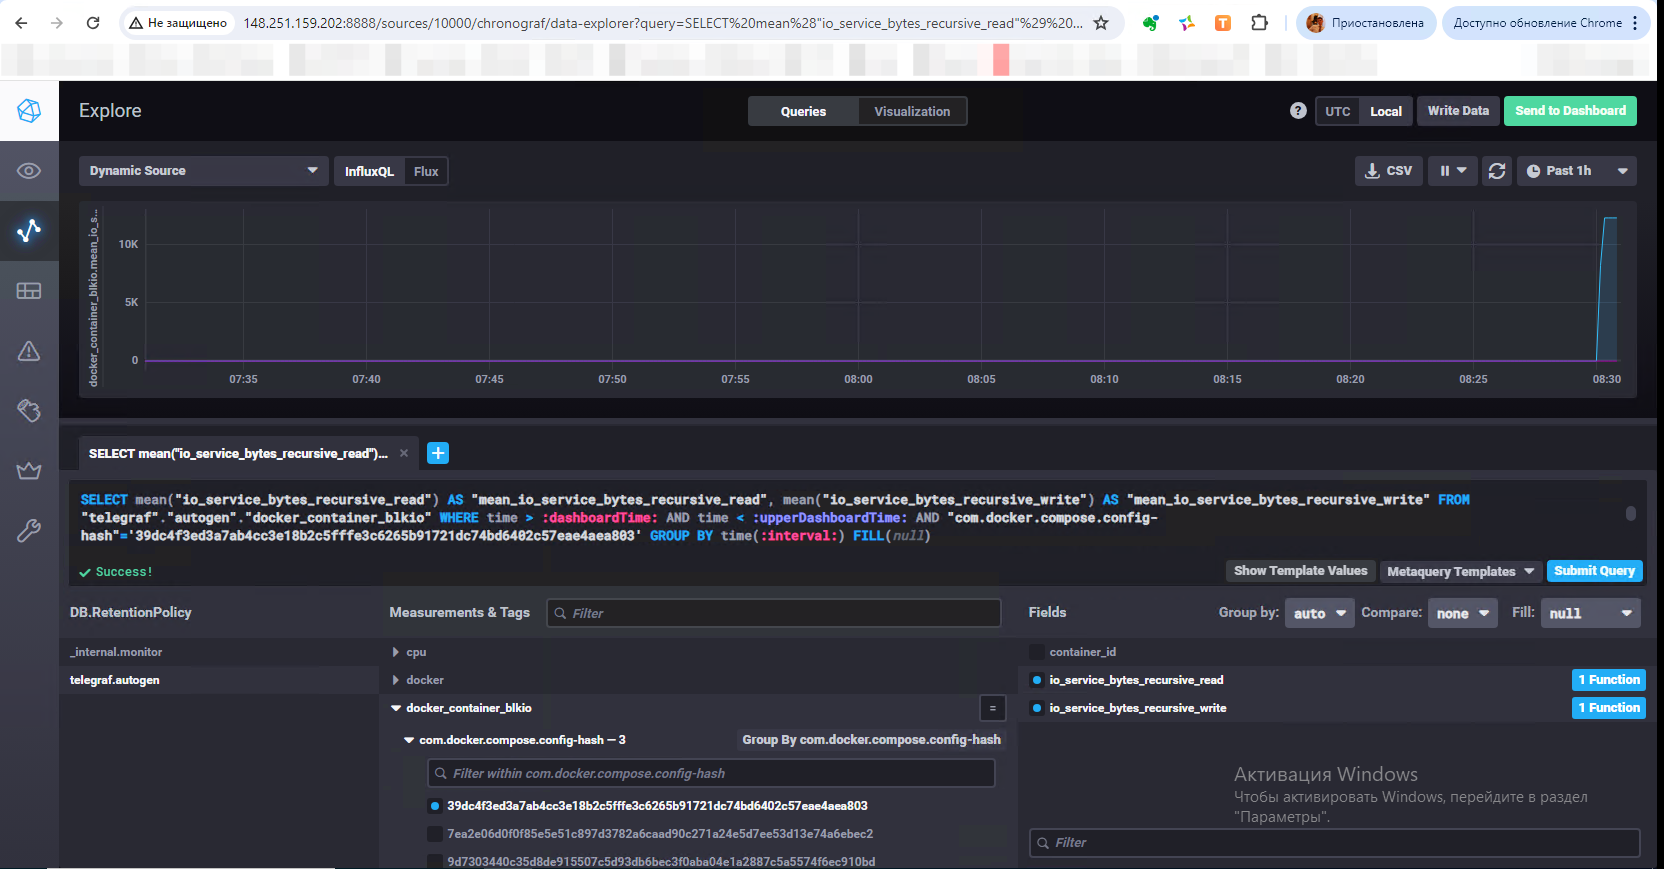 Не защищено
148.251.159.202:8888/sources/10000/chronograf/data-explorer?query=SELECT%20mean%28"io_service_bytes_recursive_read"%29%20...
Приостановлена
Доступно обновление Chrome
Explore
Queries
Visualization
?
UTC
Local
Write Data
Send to Dashboard
Dynamic Source
InfluxQL
Flux
CSV
Past 1h
docker_container_blkio.mean_io_s...
10K
5K
0
07:35
07:40
07:45
07:50
07:55
08:00
08:05
08:10
08:15
08:20
08:25
08:30
SELECT mean("io_service_bytes_recursive_read")...
SELECT mean("io_service_bytes_recursive_read") AS "mean_io_service_bytes_recursive_read", mean("io_service_bytes_recursive_write") AS "mean_io_service_bytes_recursive_write" FROM
"telegraf"."autogen"."docker_container_blkio" WHERE time > :dashboardTime: AND time < :upperDashboardTime: AND "com.docker.compose.config-
hash"='39dc4f3ed3a7ab4cc3e18b2c5fffe3c6265b91721dc74bd6402c57eae4aea803' GROUP BY time(:interval:) FILL(null)
Success!
Show Template Values
Metaquery Templates
Submit Query
DB.RetentionPolicy
Measurements & Tags
Filter
Fields
Group by:
auto
Compare:
none
Fill:
null
_internal.monitor
telegraf.autogen
cpu
docker
docker_container_blkio
=
com.docker.compose.config-hash — 3
Group By com.docker.compose.config-hash
Filter within com.docker.compose.config-hash
39dc4f3ed3a7ab4cc3e18b2c5fffe3c6265b91721dc74bd6402c57eae4aea803
7ea2e06d0f0f85e5e51c897d3782a6caad90c271a24e5d7ee53d13e74a6ebec2
9d7303440c35d8de915507c5d93db6bec3f0aba04e1a2887c5a5574f6ec910bd
container_id
io_service_bytes_recursive_read
1 Function
io_service_bytes_recursive_write
1 Function
Активация Windows
Чтобы активировать Windows, перейдите в раздел
"Параметры".
Filter